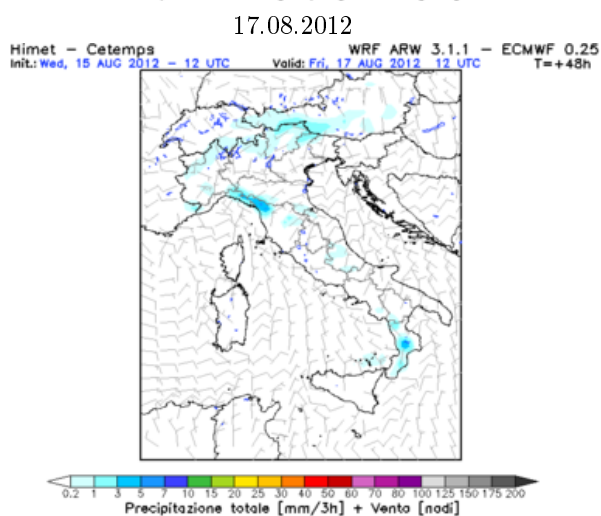 17.08.2012
Himet – Cetemps WRF ARW 3.1.1 – ECMWF 0.25
Init.: Wed, 15 AUG 2012 – 12 UTC Valid: Fri, 17 AUG 2012 12 UTC T=+48h
0.2 1 3 5 7 10 15 20 25 30 40 50 60 70 80 100 125 150 175 200
Precipitazione totale [mm/3h] + Vento [nodi]